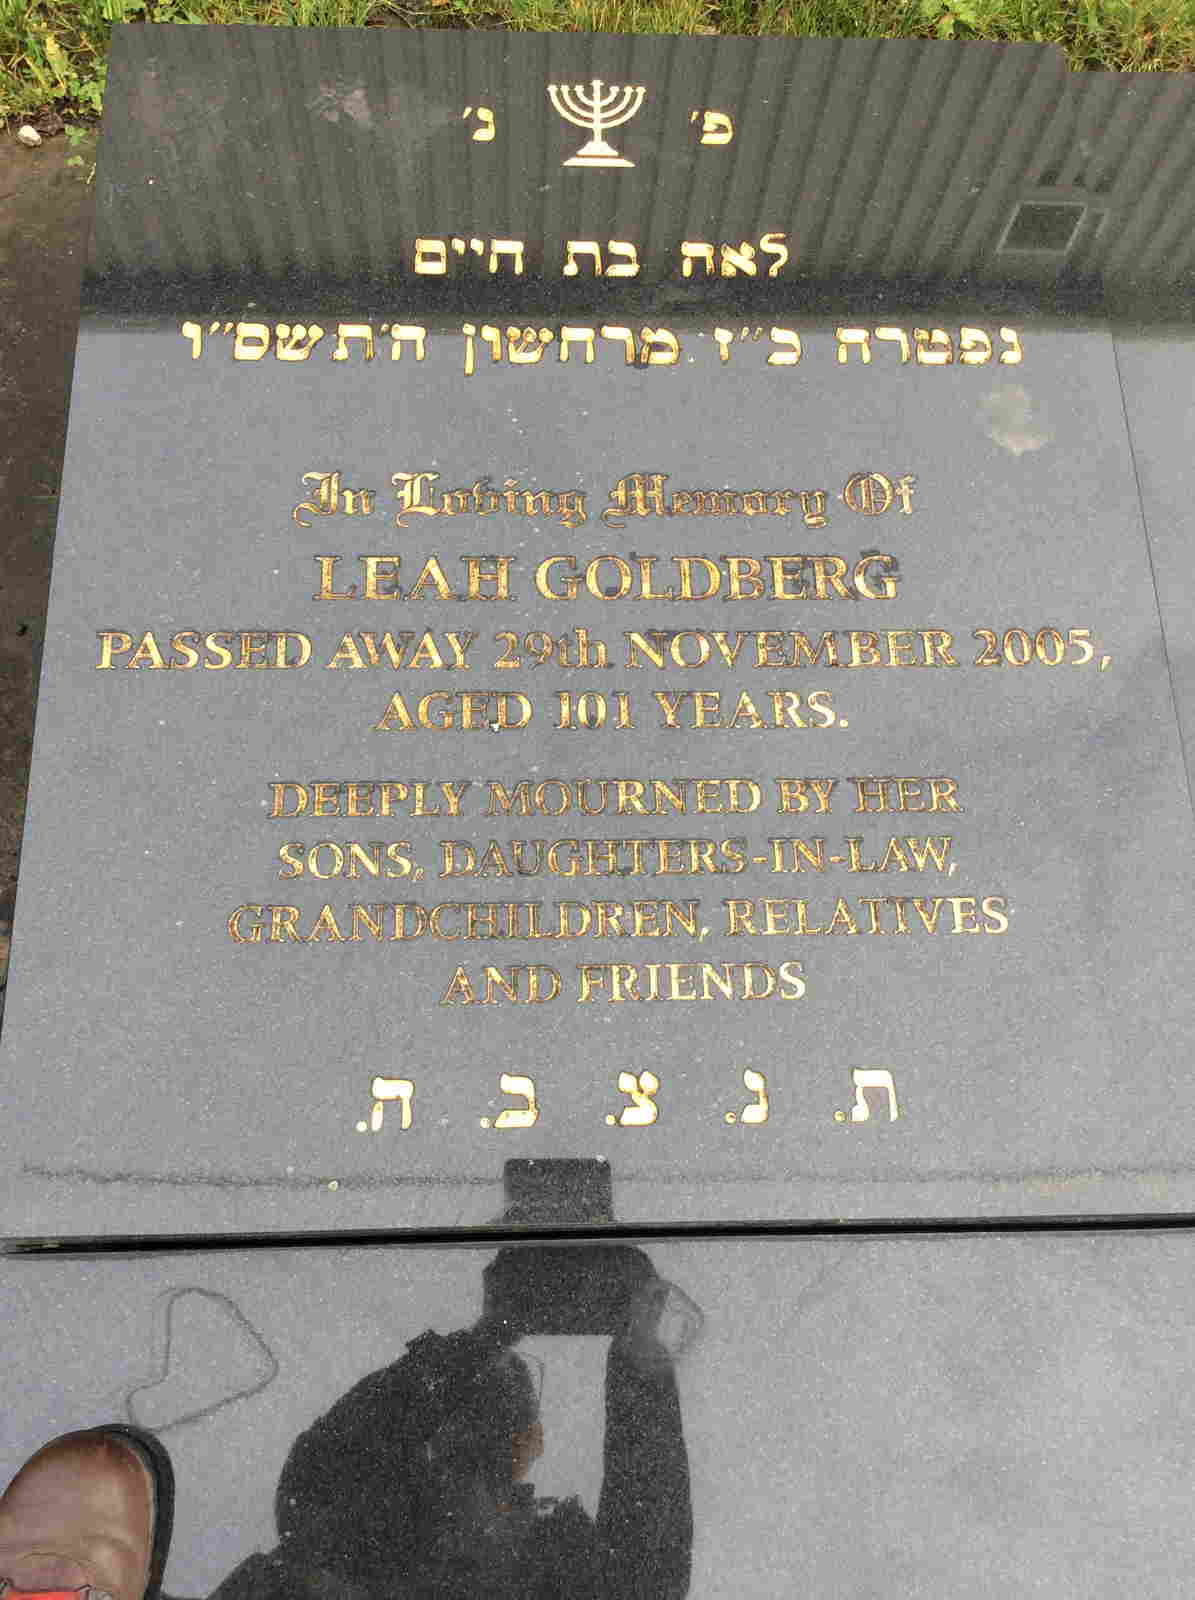 פ׳ נ׳
לאה בת חיים
נפטרה כ״ז מרחשון ה׳תשס״ו
In Loving Memory Of
LEAH GOLDBERG
PASSED AWAY 29th NOVEMBER 2005,
AGED 101 YEARS.
DEEPLY MOURNED BY HER
SONS, DAUGHTERS-IN-LAW,
GRANDCHILDREN, RELATIVES
AND FRIENDS
ת. נ. צ. ב. ה.